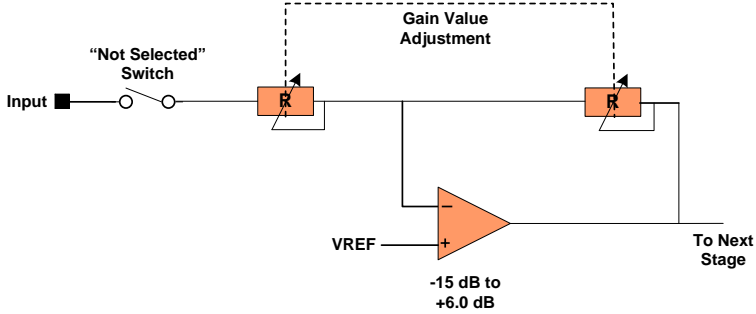 Gain Value
Adjustment
“Not Selected”
Switch
Input
R
R
−
+
VREF
To Next
Stage
-15 dB to
+6.0 dB